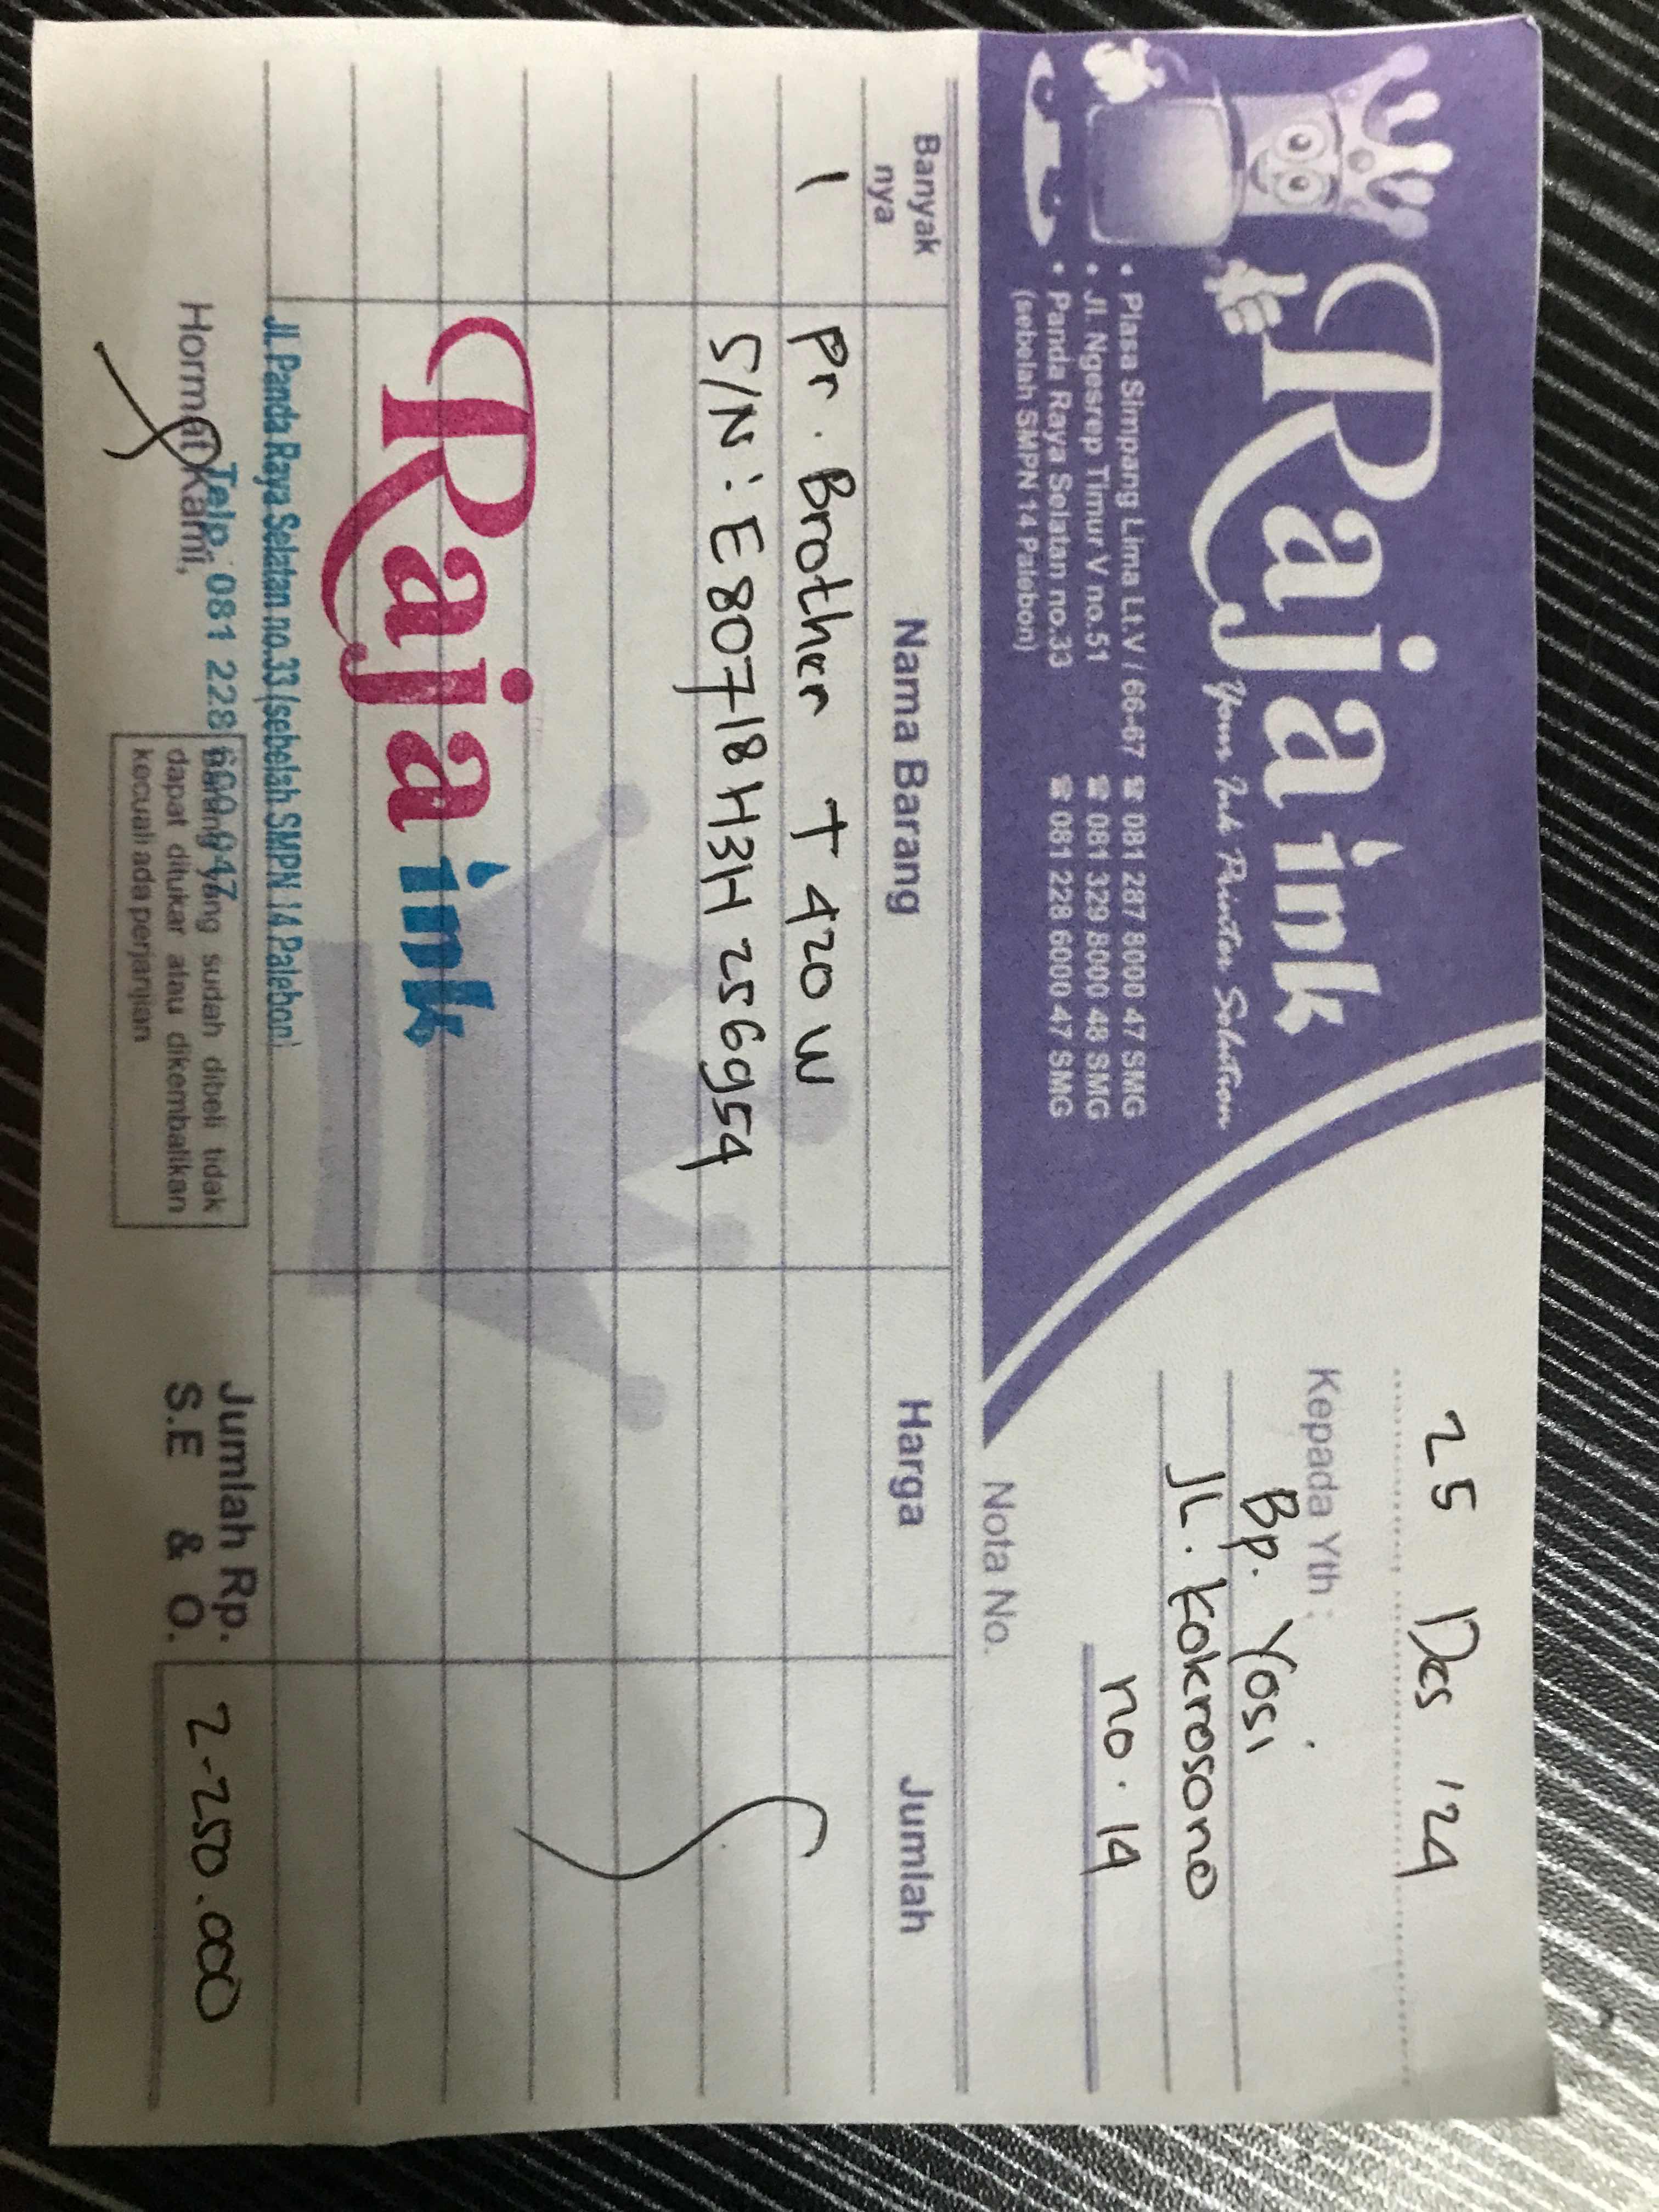 Raja ink
Your Ink Printer Solution
• Plasa Simpang Lima Lt.V / 66-67 ☎ 081 287 8000 47 SMG
• Jl. Ngesrep Timur V no.51 ☎ 081 329 8000 48 SMG
• Panda Raya Selatan no.33 ☎ 081 228 6000 47 SMG
(sebelah SMPN 14 Palebon)
25 Des '24
Kepada Yth :
Bp. Yosi
JL. Kokrosono
no. 14
Nota No.
Banyak nya Nama Barang Harga Jumlah
1 Pr. Brother T 420 W
S/N : E80718H3H256954
Raja ink
Jl. Panda Raya Selatan no.33 (sebelah SMPN 14 Palebon)
Telp. 081 228 600 047
Hormat Kami,
Barang yang sudah dibeli tidak
dapat ditukar atau dikembalikan
kecuali ada perjanjian
Jumlah Rp. 2-250.000
S.E & O.